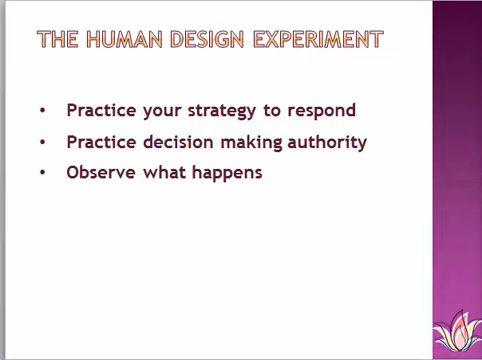 THE HUMAN DESIGN EXPERIMENT
• Practice your strategy to respond
• Practice decision making authority
• Observe what happens